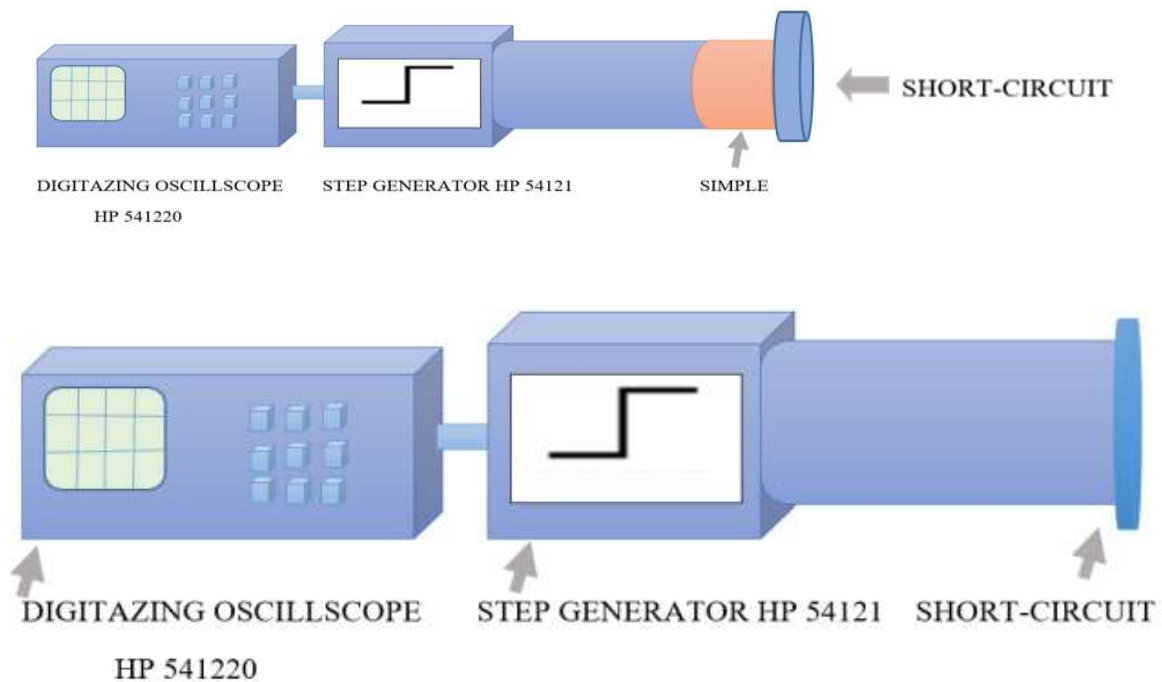 SHORT-CIRCUIT
DIGITAZING OSCILLSCOPE STEP GENERATOR HP 54121 SIMPLE
HP 541220
DIGITAZING OSCILLSCOPE STEP GENERATOR HP 54121 SHORT-CIRCUIT
HP 541220